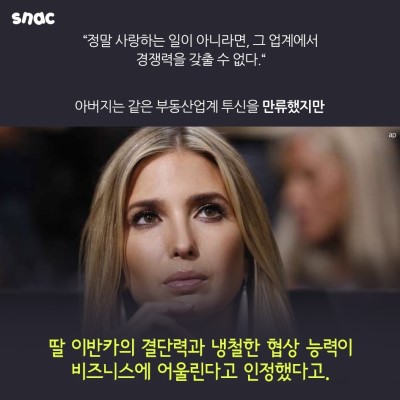 snac
“정말 사랑하는 일이 아니라면, 그 업계에서
경쟁력을 갖출 수 없다.“
아버지는 같은 부동산업계 투신을 만류했지만
ap
딸 이반카의 결단력과 냉철한 협상 능력이
비즈니스에 어울린다고 인정했다고.